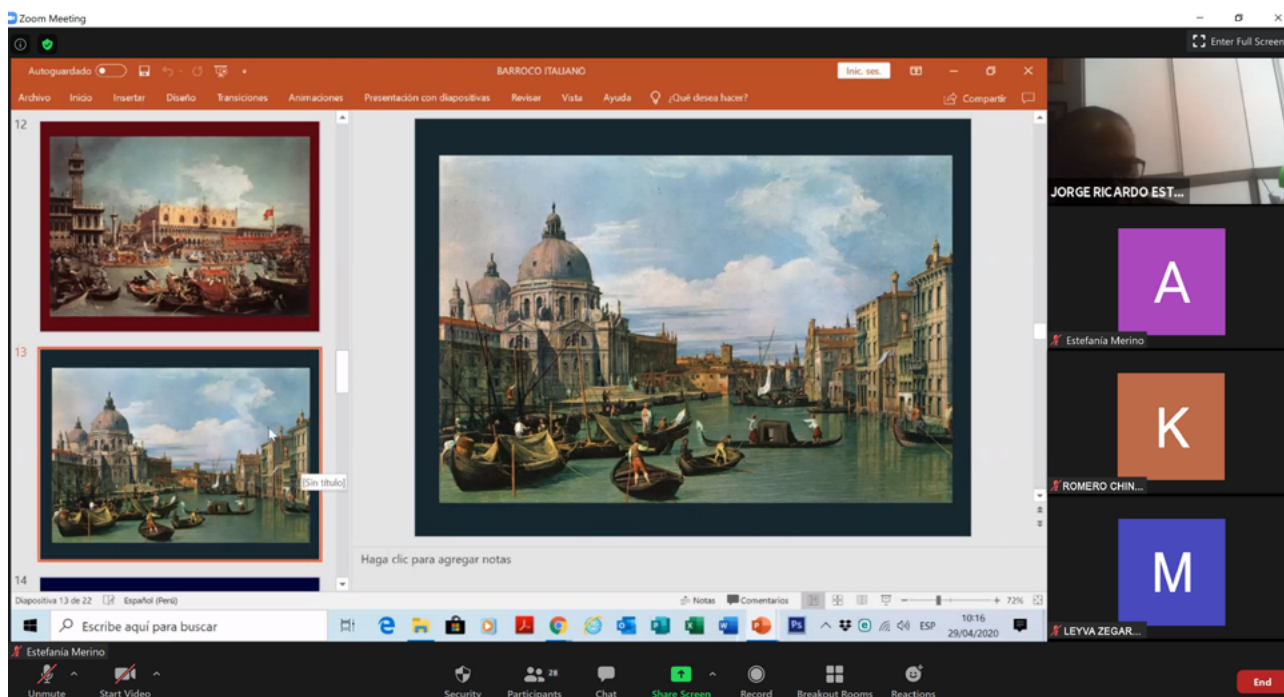 Zoom Meeting
Enter Full Screen
Autoguardado
BARROCO ITALIANO
Inic. ses.
Archivo Inicio Insertar Diseño Transiciones Animaciones Presentación con diapositivas Revisar Vista Ayuda ¿Qué desea hacer? Compartir
12
13
[Sin título]
14
Haga clic para agregar notas
Diapositiva 13 de 22 Español (Perú) Notas Comentarios 72%
Escribe aquí para buscar
Ps
ESP
10:16
29/04/2020
JORGE RICARDO EST...
A
Estefanía Merino
K
ROMERO CHIN...
M
LEYVA ZEGAR...
Estefanía Merino
28
Unmute Start Video Security Participants Chat Share Screen Record Breakout Rooms Reactions End